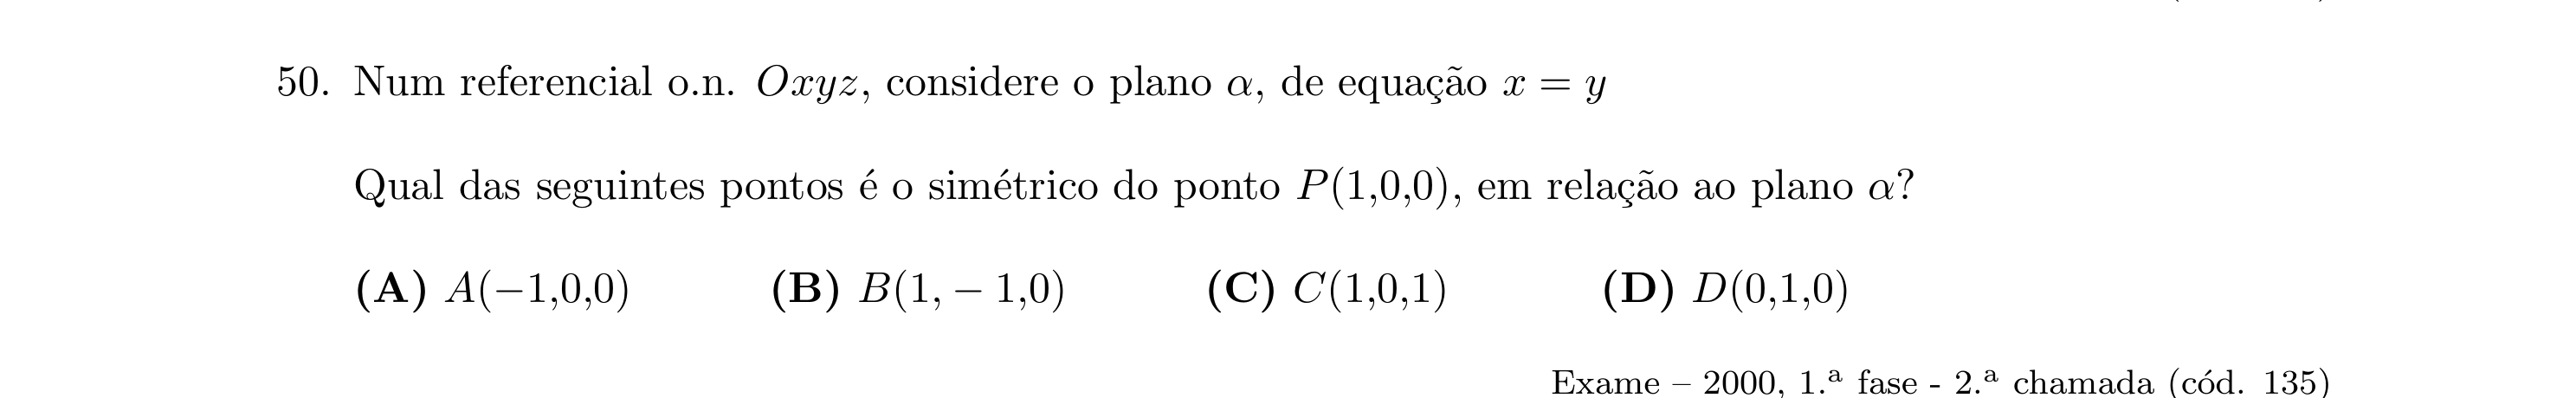 50. Num referencial o.n. Oxyz, considere o plano α, de equação x = y
Qual das seguintes pontos é o simétrico do ponto P(1,0,0), em relação ao plano α?
(A) A(−1,0,0) (B) B(1, − 1,0) (C) C(1,0,1) (D) D(0,1,0)
Exame – 2000, 1.ª fase - 2.ª chamada (cód. 135)